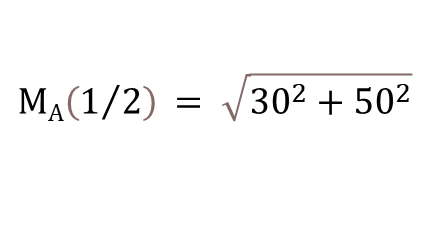 M_A(1/2) = √(30² + 50²)